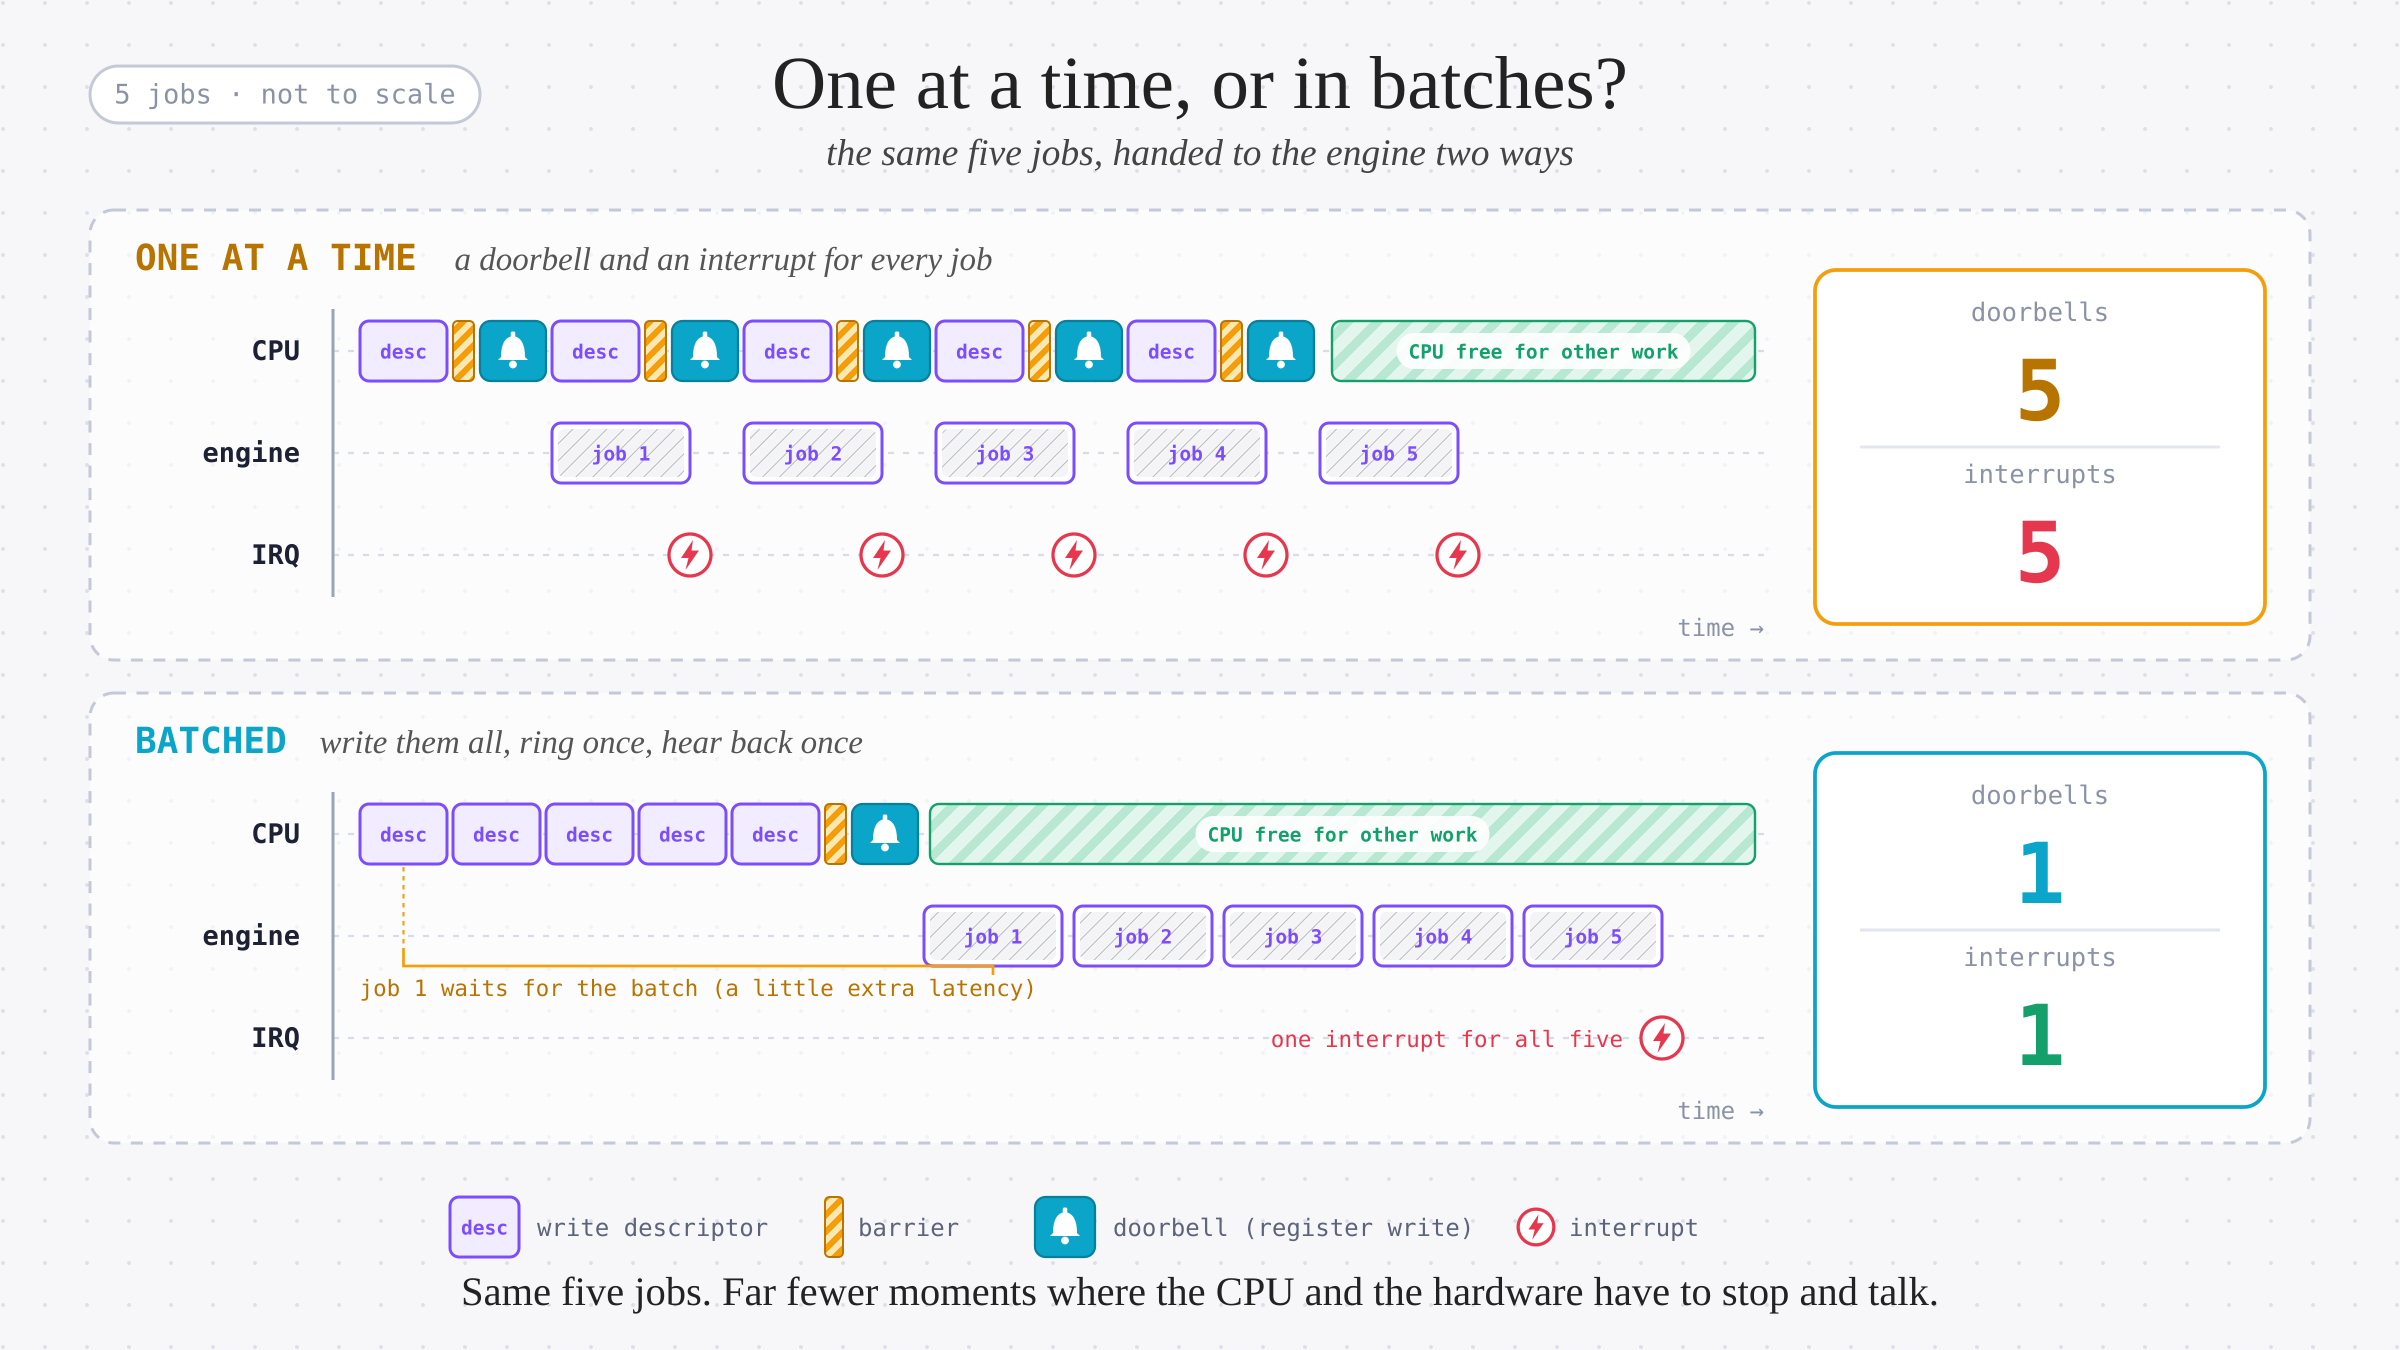 5 jobs · not to scale
One at a time, or in batches?
the same five jobs, handed to the engine two ways
ONE AT A TIME a doorbell and an interrupt for every job
CPU desc desc desc desc desc CPU free for other work
engine job 1 job 2 job 3 job 4 job 5
IRQ
time →
doorbells
5
interrupts
5
BATCHED write them all, ring once, hear back once
CPU desc desc desc desc desc CPU free for other work
engine job 1 job 2 job 3 job 4 job 5
job 1 waits for the batch (a little extra latency)
IRQ one interrupt for all five
time →
doorbells
1
interrupts
1
desc write descriptor barrier doorbell (register write) interrupt
Same five jobs. Far fewer moments where the CPU and the hardware have to stop and talk.